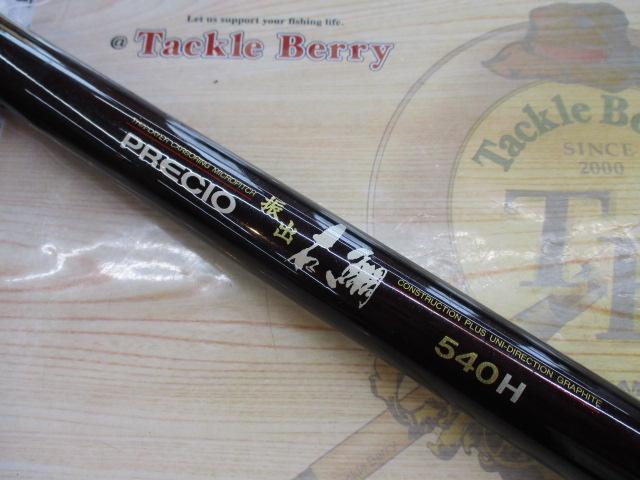 Let us support your fishing life.
@ Tackle Berry
Tackle Berry
SINCE
2000
PRECIO
振出
石鯛
CONSTRUCTION PLUS UNI-DIRECTION GRAPHITE
540H